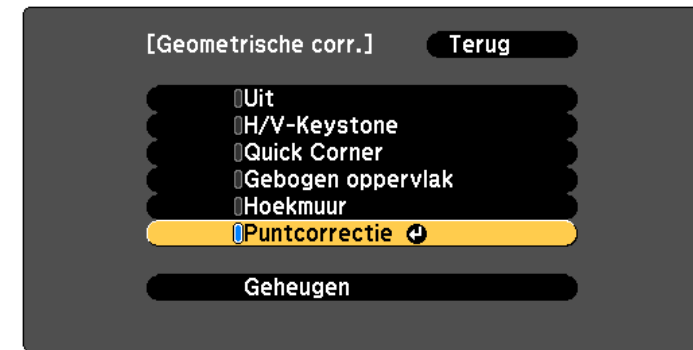 [Geometrische corr.] Terug
Uit
H/V-Keystone
Quick Corner
Gebogen oppervlak
Hoekmuur
Puntcorrectie
Geheugen